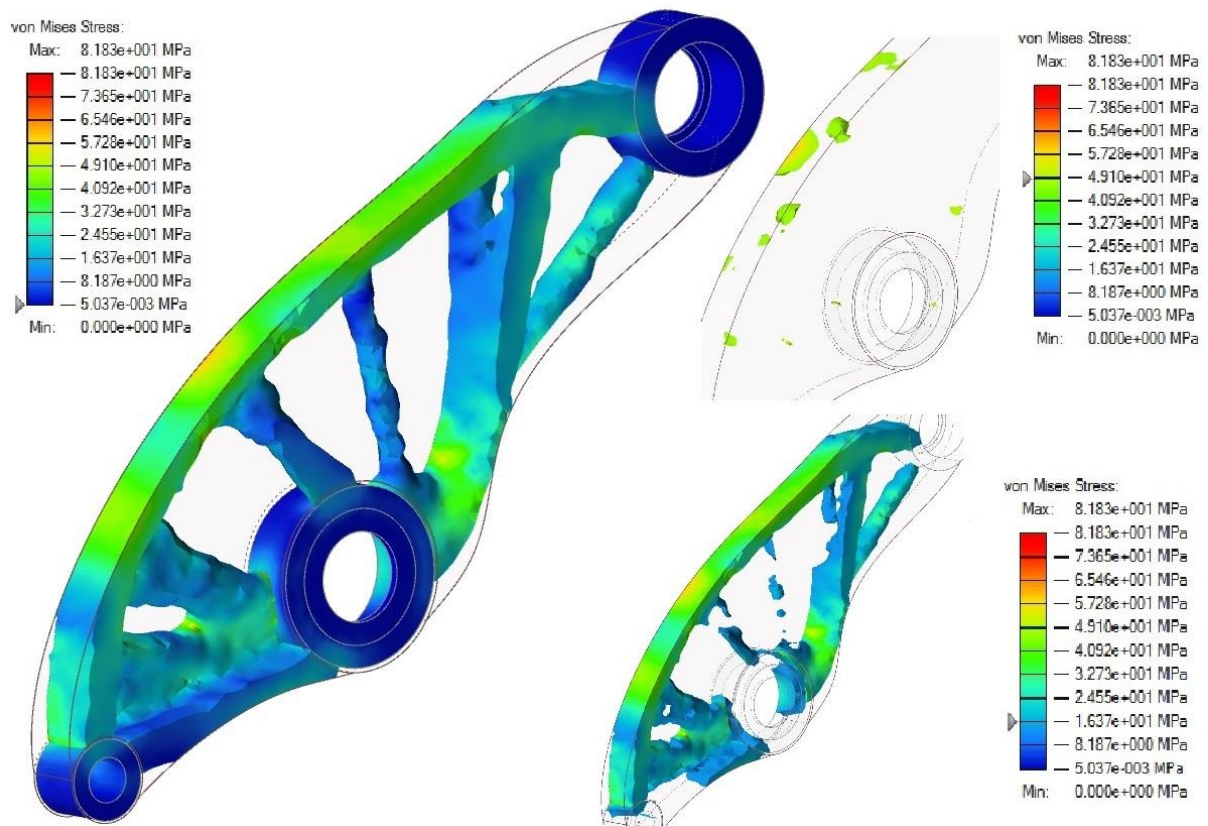 von Mises Stress:
Max: 8.183e+001 MPa
8.183e+001 MPa
7.365e+001 MPa
6.546e+001 MPa
5.728e+001 MPa
4.910e+001 MPa
4.092e+001 MPa
3.273e+001 MPa
2.455e+001 MPa
1.637e+001 MPa
8.187e+000 MPa
5.037e-003 MPa
Min: 0.000e+000 MPa
von Mises Stress:
Max: 8.183e+001 MPa
8.183e+001 MPa
7.365e+001 MPa
6.546e+001 MPa
5.728e+001 MPa
4.910e+001 MPa
4.092e+001 MPa
3.273e+001 MPa
2.455e+001 MPa
1.637e+001 MPa
8.187e+000 MPa
5.037e-003 MPa
Min: 0.000e+000 MPa
von Mises Stress:
Max: 8.183e+001 MPa
8.183e+001 MPa
7.365e+001 MPa
6.546e+001 MPa
5.728e+001 MPa
4.910e+001 MPa
4.092e+001 MPa
3.273e+001 MPa
2.455e+001 MPa
1.637e+001 MPa
8.187e+000 MPa
5.037e-003 MPa
Min: 0.000e+000 MPa